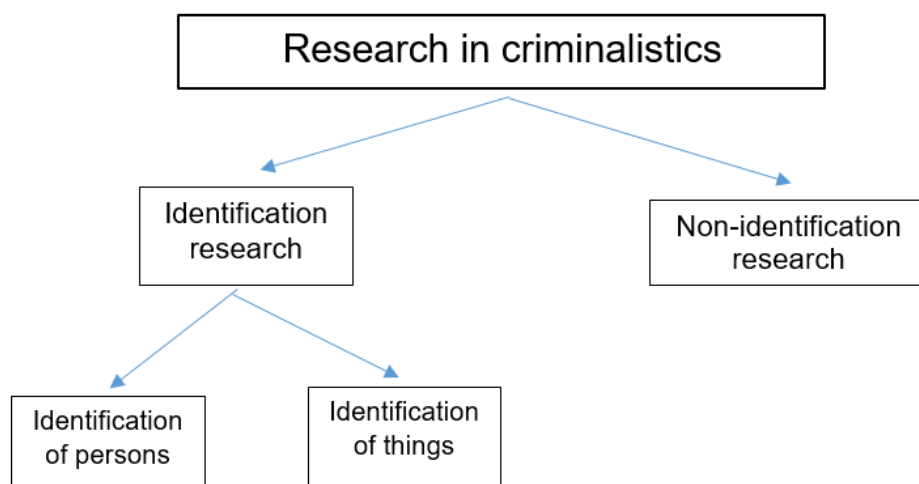 Research in criminalistics
Identification
research
Non-identification
research
Identification
of persons
Identification
of things